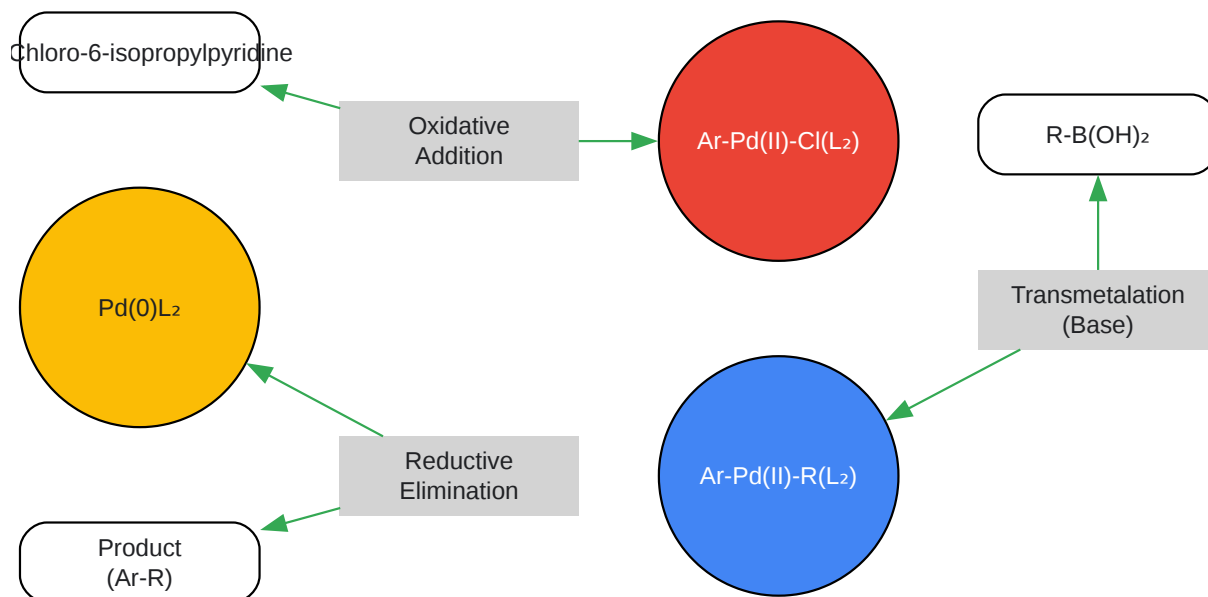 Chloro-6-isopropylpyridine
Oxidative
Addition
Ar-Pd(II)-Cl(L₂)
R-B(OH)₂
Pd(0)L₂
Transmetalation
(Base)
Reductive
Elimination
Ar-Pd(II)-R(L₂)
Product
(Ar-R)